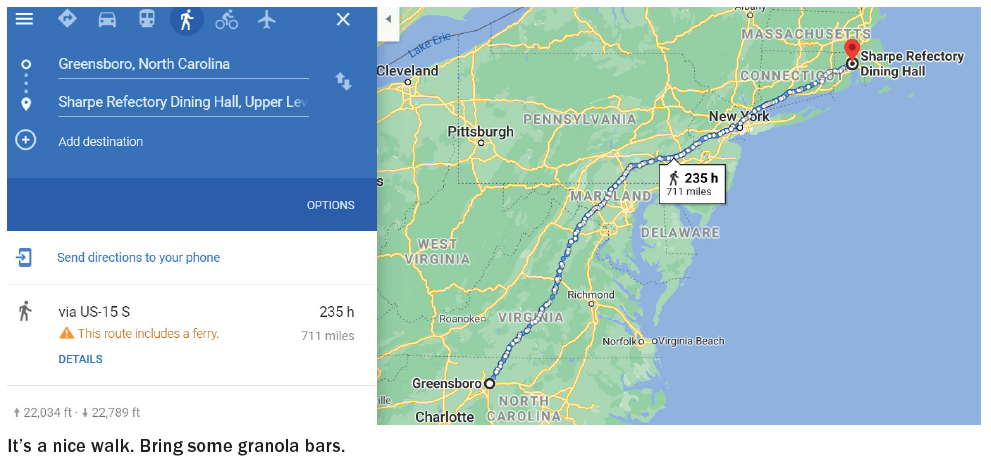 Greensboro, North Carolina
Sharpe Refectory Dining Hall, Upper Lev
Add destination
OPTIONS
Send directions to your phone
via US-15 S 235 h
This route includes a ferry. 711 miles
DETAILS
22,034 ft · 22,789 ft
Albany
MASSACHUSETTS
Lake Erie
Sharpe Refectory
Dining Hall
Cleveland
CONNECTICUT
New York
PENNSYLVANIA
Pittsburgh
235 h
711 miles
MARYLAND
DELAWARE
WEST
VIRGINIA
Richmond
Roanoke
VIRGINIA
Norfolk
Virginia Beach
Greensboro
NORTH
CAROLINA
ille
Charlotte
It's a nice walk. Bring some granola bars.